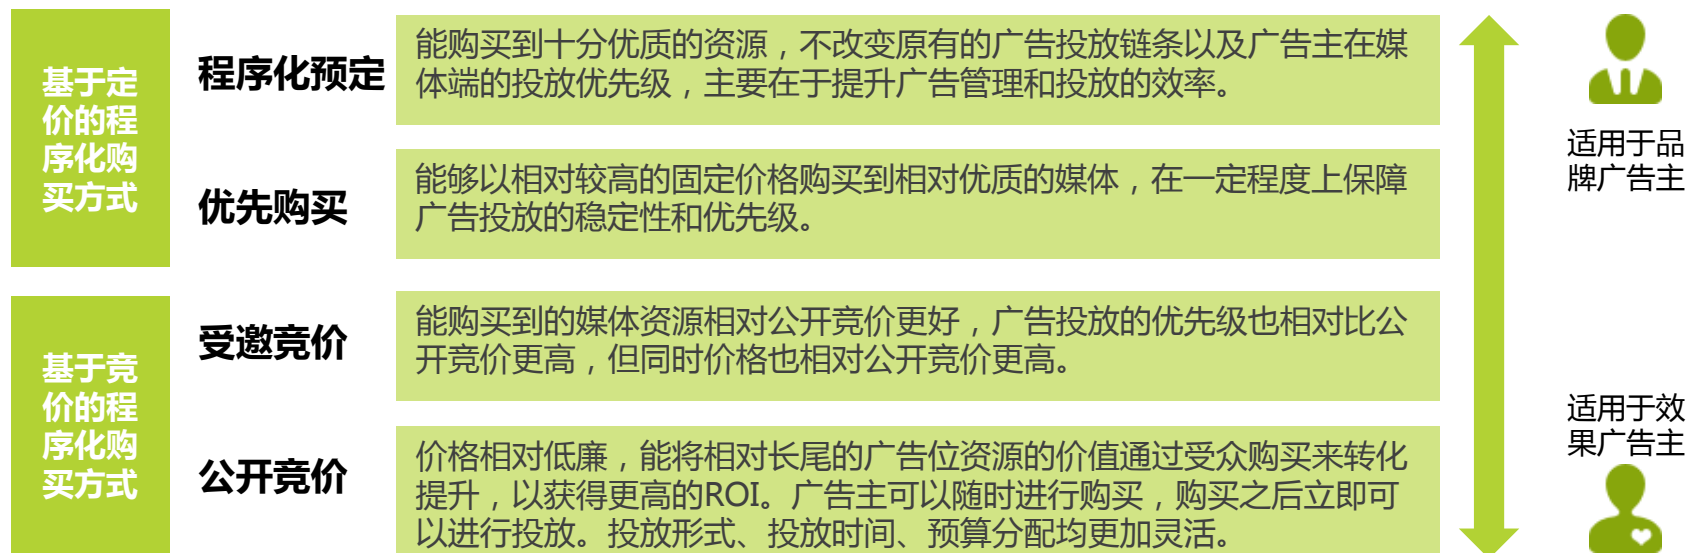 基于定
价的程
序化购
买方式
程序化预定
能购买到十分优质的资源，不改变原有的广告投放链条以及广告主在媒
体端的投放优先级，主要在于提升广告管理和投放的效率。
优先购买
能够以相对较高的固定价格购买到相对优质的媒体，在一定程度上保障
广告投放的稳定性和优先级。
适用于品
牌广告主
基于竞
价的程
序化购
买方式
受邀竞价
能购买到的媒体资源相对公开竞价更好，广告投放的优先级也相对比公
开竞价更高，但同时价格也相对公开竞价更高。
公开竞价
价格相对低廉，能将相对长尾的广告位资源的价值通过受众购买来转化
提升，以获得更高的ROI。广告主可以随时进行购买，购买之后立即可
以进行投放。投放形式、投放时间、预算分配均更加灵活。
适用于效
果广告主